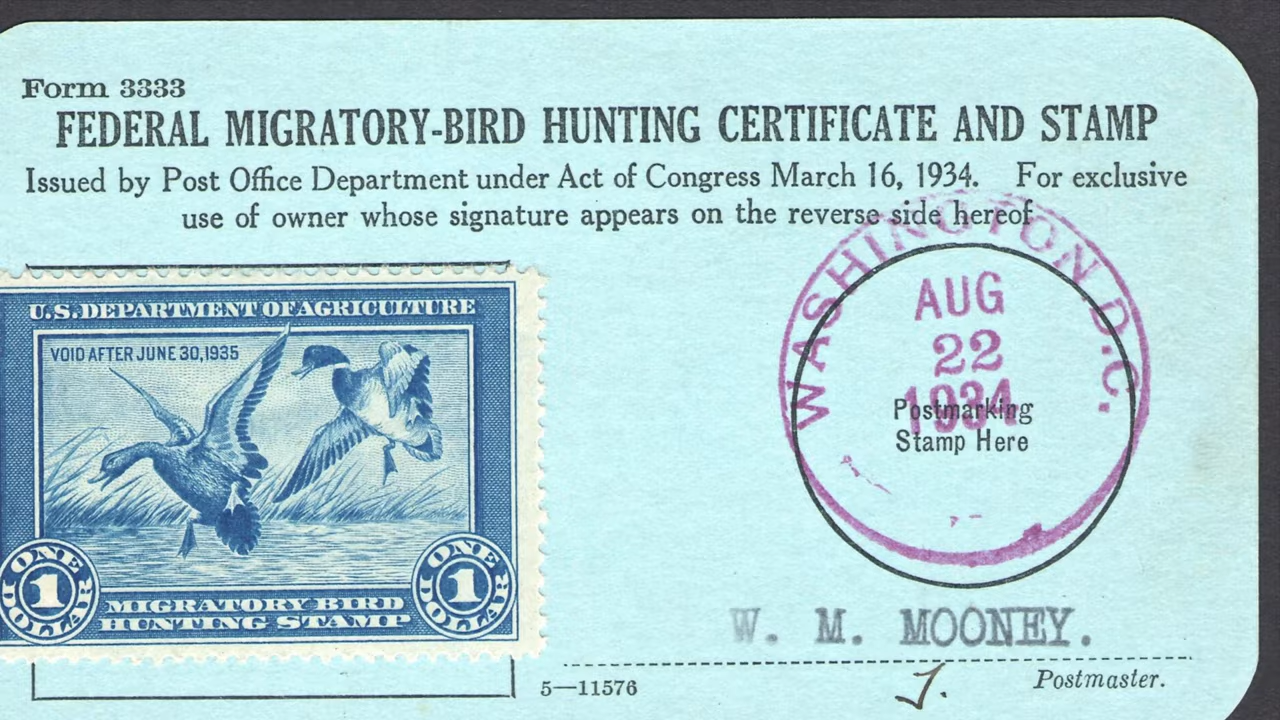 Form 3333
FEDERAL MIGRATORY-BIRD HUNTING CERTIFICATE AND STAMP
Issued by Post Office Department under Act of Congress March 16, 1934. For exclusive
use of owner whose signature appears on the reverse side hereof
U.S. DEPARTMENT OF AGRICULTURE
VOID AFTER JUNE 30, 1935
ONE
1
DOLLAR
MIGRATORY BIRD
HUNTING STAMP
ONE
1
DOLLAR
WASHINGTON D.C.
AUG
22
1934
Postmarking
Stamp Here
W. M. MOONEY.
J.
Postmaster.
5—11576